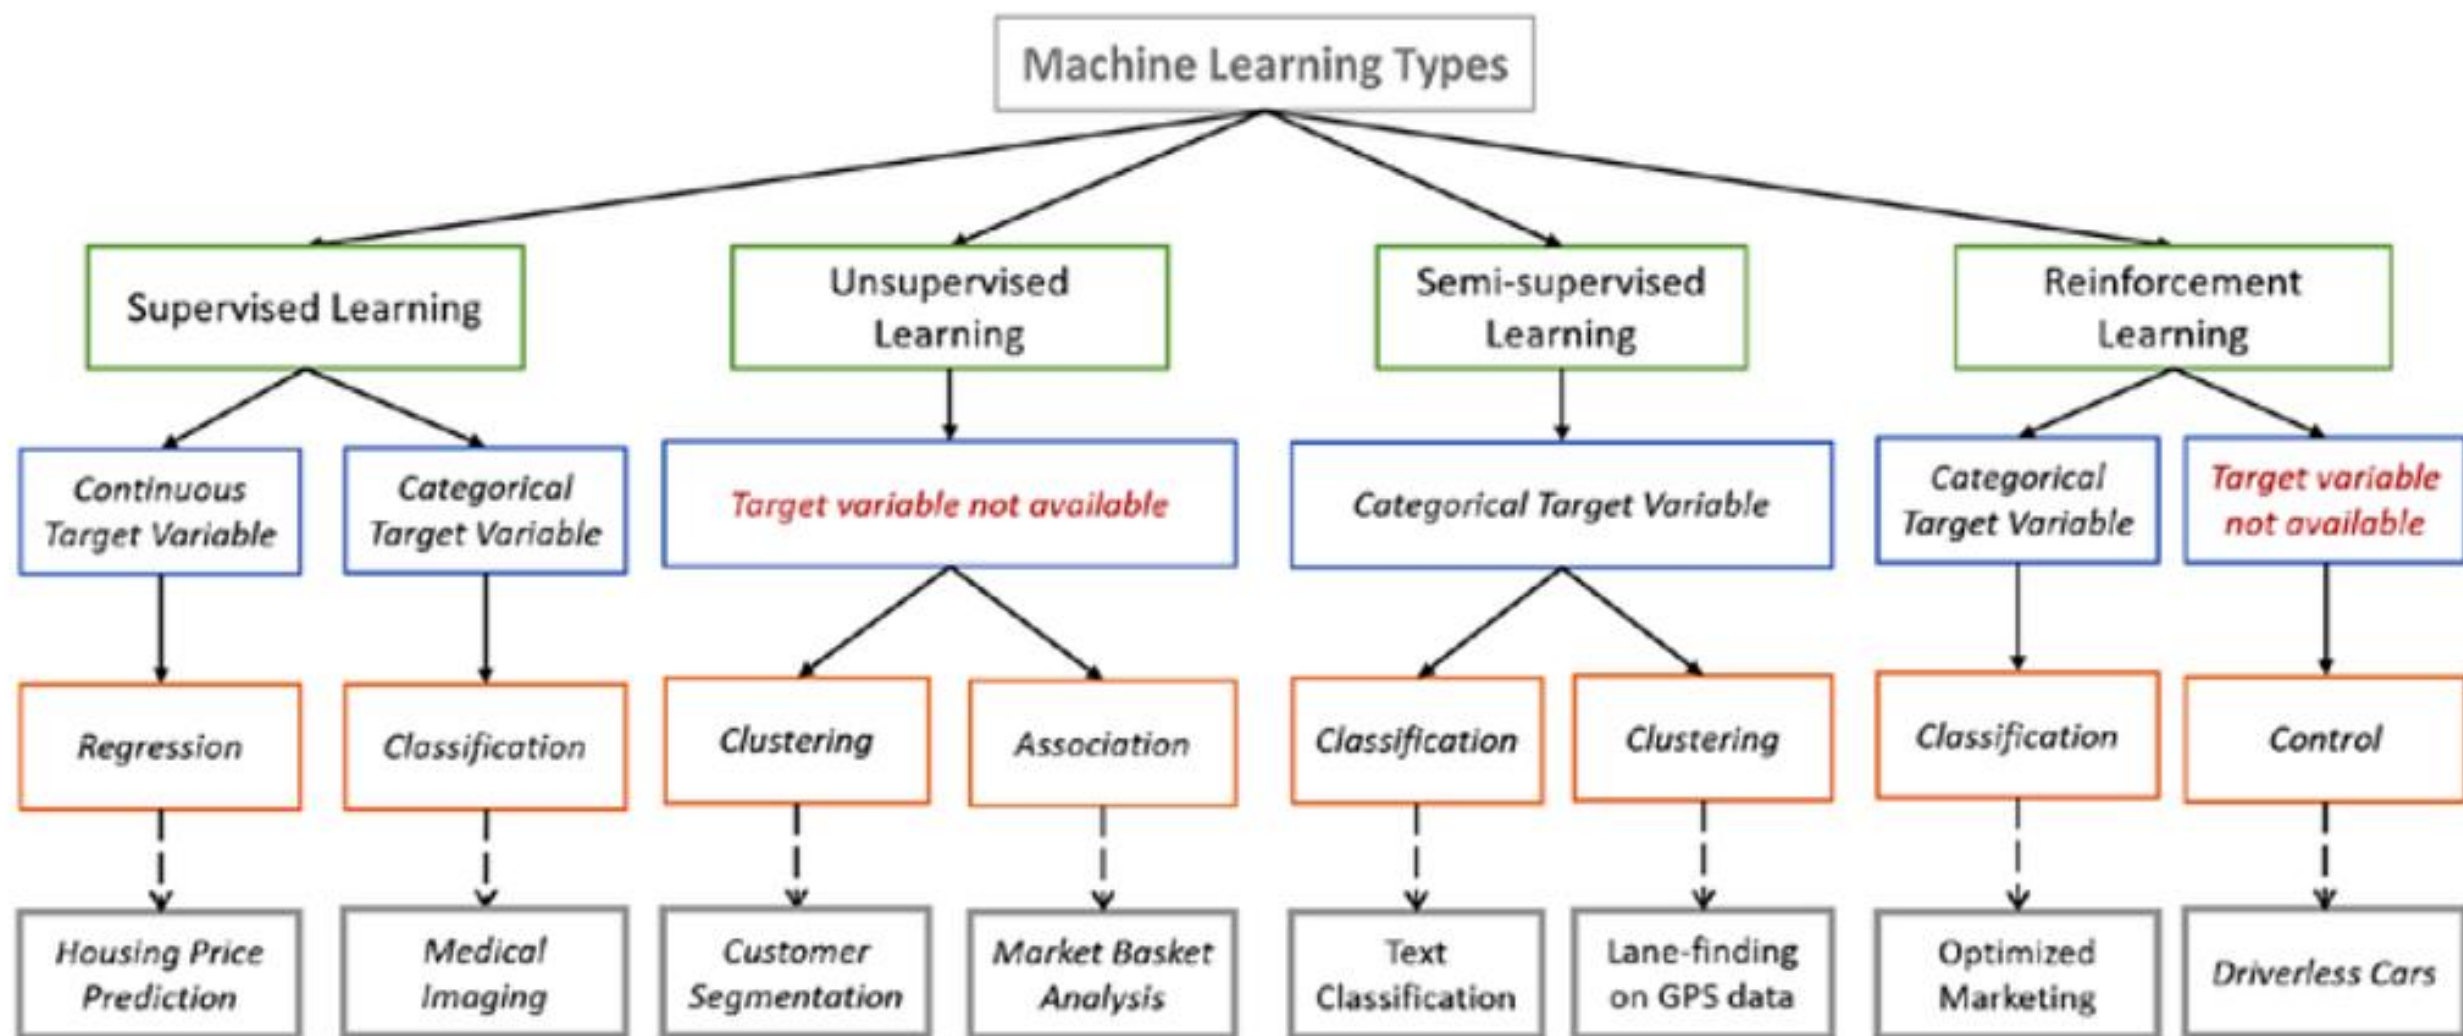 Machine Learning Types
Supervised Learning
Unsupervised
Learning
Semi-supervised
Learning
Reinforcement
Learning
Continuous
Target Variable
Categorical
Target Variable
Target variable not available
Categorical Target Variable
Categorical
Target Variable
Target variable
not available
Regression
Classification
Clustering
Association
Classification
Clustering
Classification
Control
Housing Price
Prediction
Medical
Imaging
Customer
Segmentation
Market Basket
Analysis
Text
Classification
Lane-finding
on GPS data
Optimized
Marketing
Driverless Cars